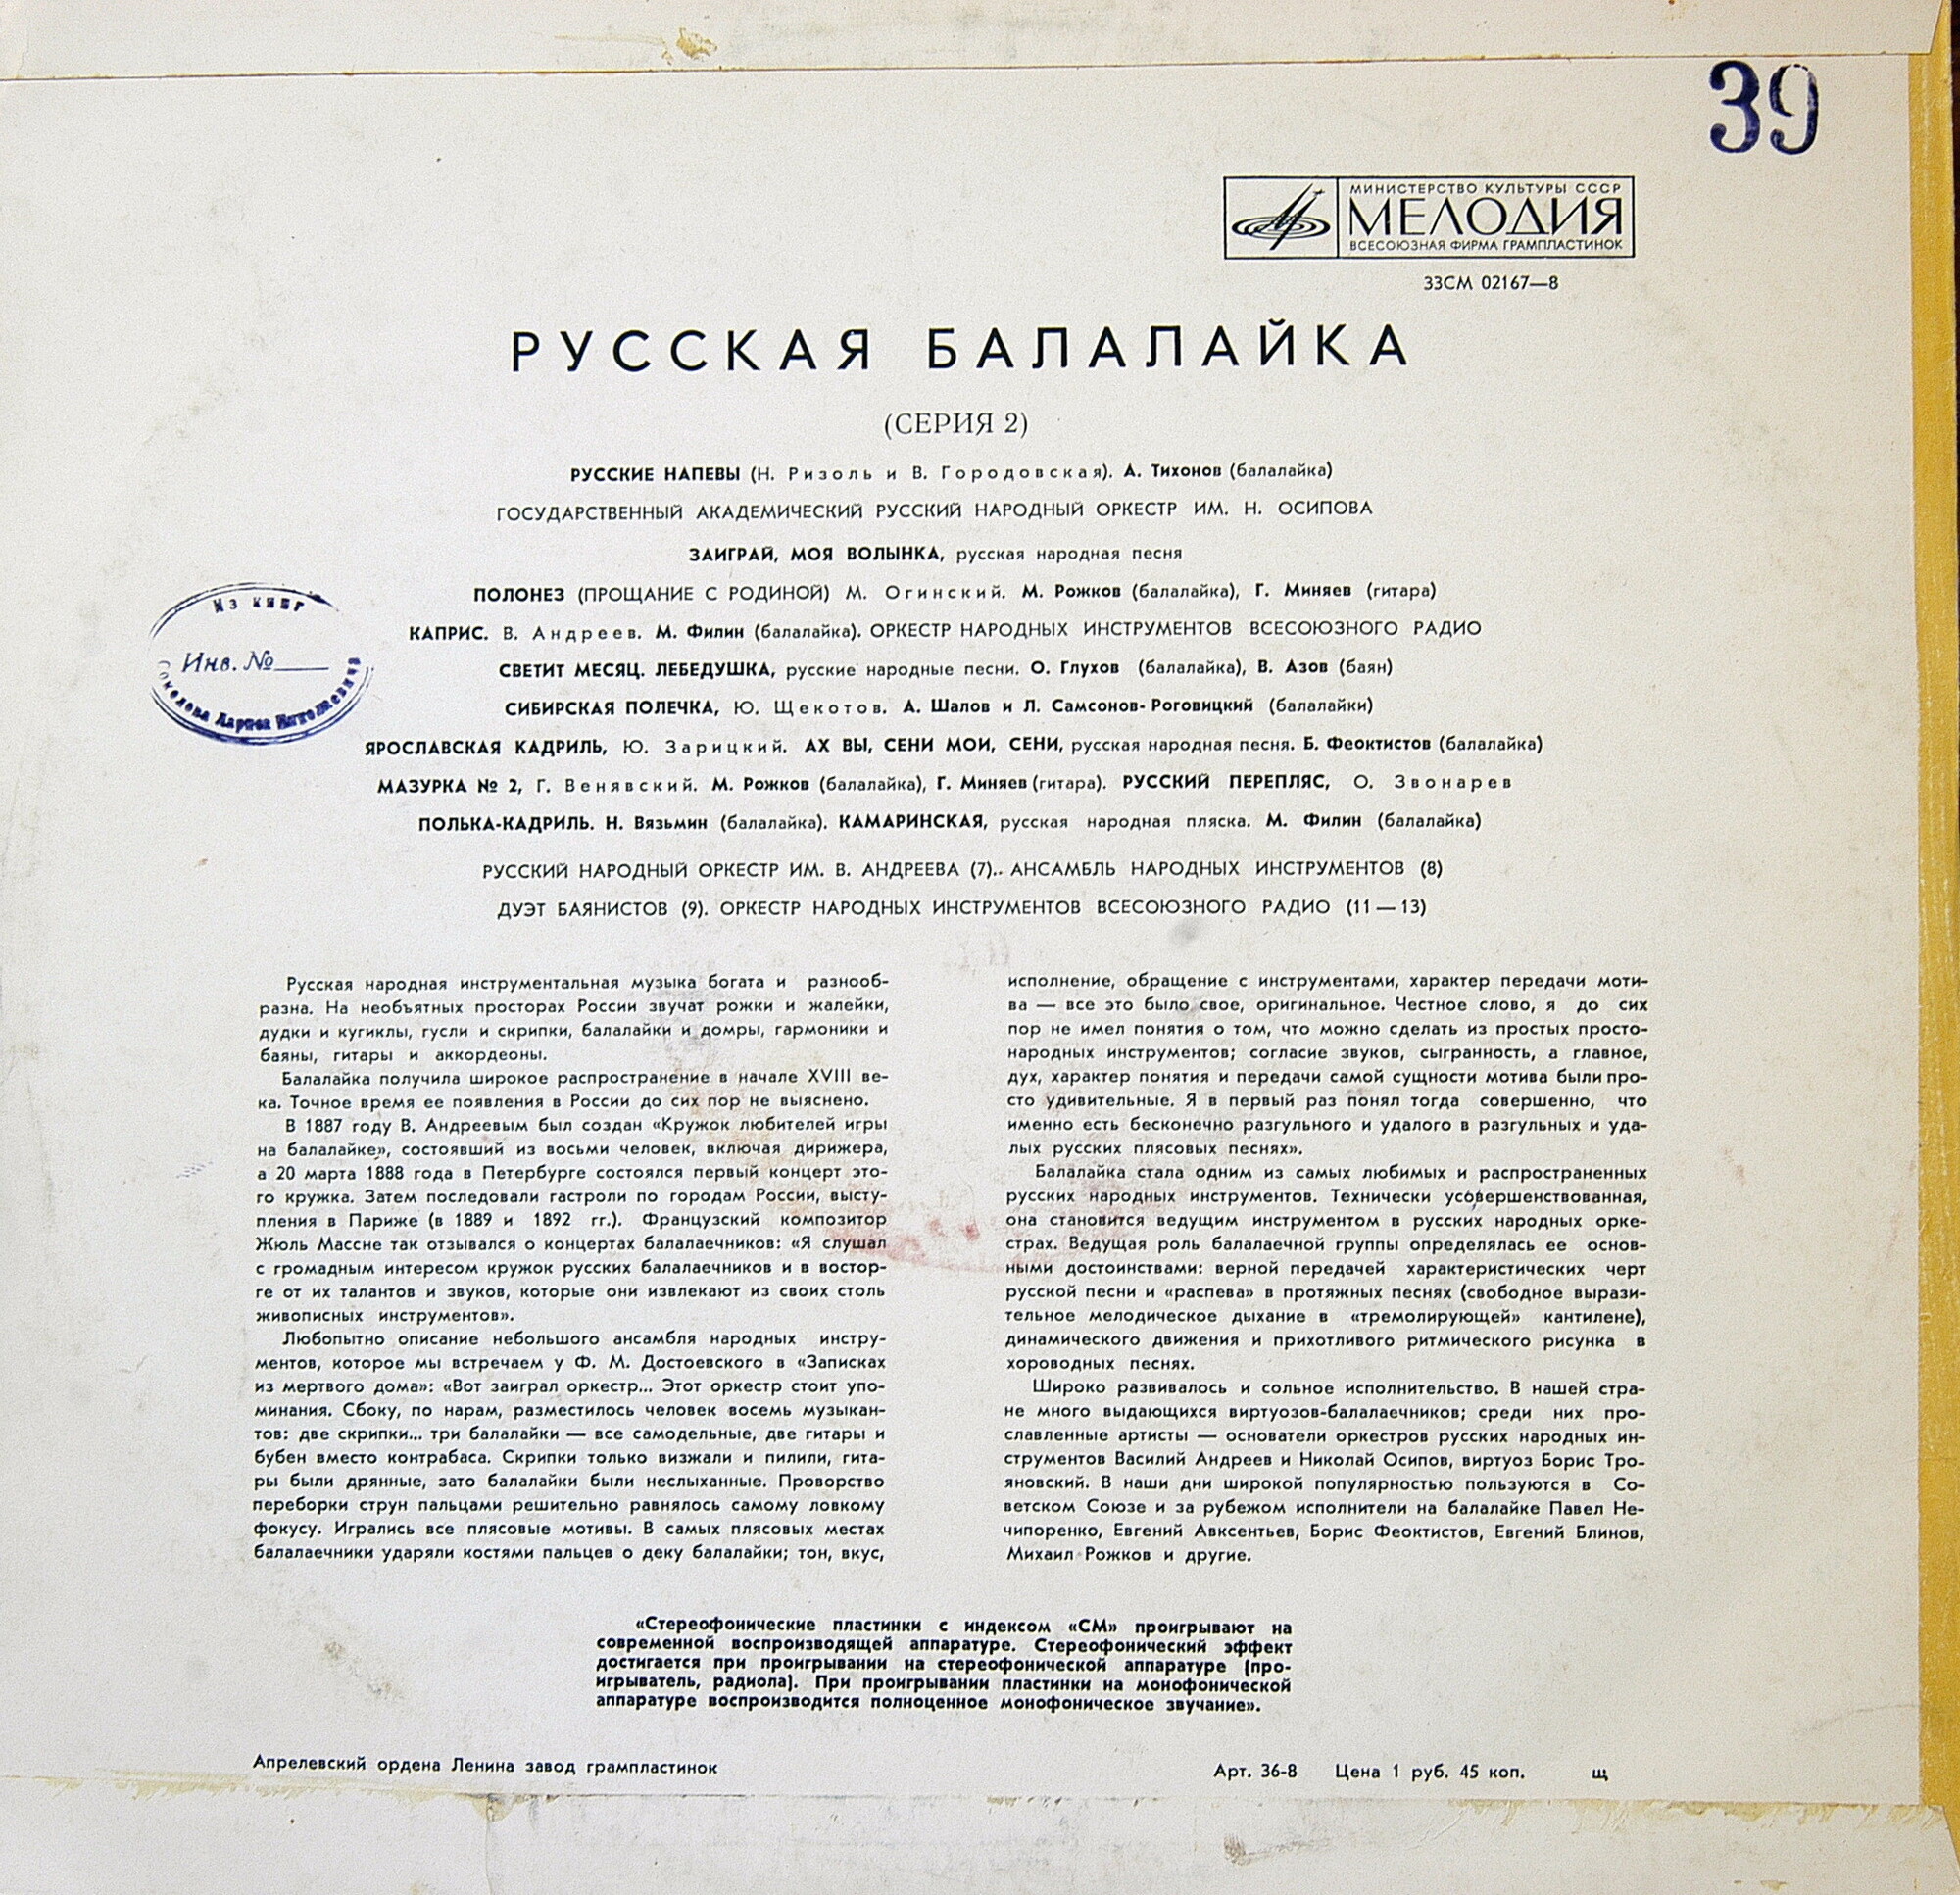 39
МИНИСТЕРСТВО КУЛЬТУРЫ СССР
МЕЛОДИЯ
ВСЕСОЮЗНАЯ ФИРМА ГРАМПЛАСТИНОК
33СМ 02167—8
РУССКАЯ БАЛАЛАЙКА
(СЕРИЯ 2)
РУССКИЕ НАПЕВЫ (Н. Ризоль и В. Городовская). А. Тихонов (балалайка)
ГОСУДАРСТВЕННЫЙ АКАДЕМИЧЕСКИЙ РУССКИЙ НАРОДНЫЙ ОРКЕСТР ИМ. Н. ОСИПОВА
ЗАИГРАЙ, МОЯ ВОЛЫНКА, русская народная песня
ПОЛОНЕЗ (ПРОЩАНИЕ С РОДИНОЙ) М. Огинский. М. Рожков (балалайка), Г. Миняев (гитара)
КАПРИС. В. Андреев. М. Филин (балалайка). ОРКЕСТР НАРОДНЫХ ИНСТРУМЕНТОВ ВСЕСОЮЗНОГО РАДИО
СВЕТИТ МЕСЯЦ. ЛЕБЕДУШКА, русские народные песни. О. Глухов (балалайка), В. Азов (баян)
СИБИРСКАЯ ПОЛЕЧКА, Ю. Щекотов. А. Шалов и Л. Самсонов-Роговицкий (балалайки)
ЯРОСЛАВСКАЯ КАДРИЛЬ, Ю. Зарицкий. АХ ВЫ, СЕНИ МОИ, СЕНИ, русская народная песня. Б. Феоктистов (балалайка)
МАЗУРКА № 2, Г. Венявский. М. Рожков (балалайка), Г. Миняев (гитара). РУССКИЙ ПЕРЕПЛЯС, О. Звонарев
ПОЛЬКА-КАДРИЛЬ. Н. Вязьмин (балалайка). КАМАРИНСКАЯ, русская народная пляска. М. Филин (балалайка)
РУССКИЙ НАРОДНЫЙ ОРКЕСТР ИМ. В. АНДРЕЕВА (7).. АНСАМБЛЬ НАРОДНЫХ ИНСТРУМЕНТОВ (8)
ДУЭТ БАЯНИСТОВ (9). ОРКЕСТР НАРОДНЫХ ИНСТРУМЕНТОВ ВСЕСОЮЗНОГО РАДИО (11—13)
Из книг
Инв. №
Соколова Лариса Николаевича
Русская народная инструментальная музыка богата и разнооб-
разна. На необъятных просторах России звучат рожки и жалейки,
дудки и кугиклы, гусли и скрипки, балалайки и домры, гармоники и
баяны, гитары и аккордеоны.
Балалайка получила широкое распространение в начале XVIII ве-
ка. Точное время ее появления в России до сих пор не выяснено.
В 1887 году В. Андреевым был создан «Кружок любителей игры
на балалайке», состоявший из восьми человек, включая дирижера,
а 20 марта 1888 года в Петербурге состоялся первый концерт это-
го кружка. Затем последовали гастроли по городам России, высту-
пления в Париже (в 1889 и 1892 гг.). Французский композитор
Жюль Массне так отзывался о концертах балалаечников: «Я слушал
с громадным интересом кружок русских балалаечников и в востор-
ге от их талантов и звуков, которые они извлекают из своих столь
живописных инструментов».
Любопытно описание небольшого ансамбля народных инстру-
ментов, которое мы встречаем у Ф. М. Достоевского в «Записках
из мертвого дома»: «Вот заиграл оркестр... Этот оркестр стоит упо-
минания. Сбоку, по нарам, разместилось человек восемь музыкан-
тов: две скрипки... три балалайки — все самодельные, две гитары и
бубен вместо контрабаса. Скрипки только визжали и пилили, гита-
ры были дрянные, зато балалайки были неслыханные. Проворство
переборки струн пальцами решительно равнялось самому ловкому
фокусу. Игрались все плясовые мотивы. В самых плясовых местах
балалаечники ударяли костями пальцев о деку балалайки; тон, вкус,
исполнение, обращение с инструментами, характер передачи моти-
ва — все это было свое, оригинальное. Честное слово, я до сих
пор не имел понятия о том, что можно сделать из простых просто-
народных инструментов; согласие звуков, сыгранность, а главное,
дух, характер понятия и передачи самой сущности мотива были про-
сто удивительные. Я в первый раз понял тогда совершенно, что
именно есть бесконечно разгульного и удалого в разгульных и уда-
лых русских плясовых песнях».
Балалайка стала одним из самых любимых и распространенных
русских народных инструментов. Технически усовершенствованная,
она становится ведущим инструментом в русских народных орке-
страх. Ведущая роль балалаечной группы определялась ее основ-
ными достоинствами: верной передачей характеристических черт
русской песни и «распева» в протяжных песнях (свободное вырази-
тельное мелодическое дыхание в «тремолирующей» кантилене),
динамического движения и прихотливого ритмического рисунка в
хороводных песнях.
Широко развивалось и сольное исполнительство. В нашей стра-
не много выдающихся виртуозов-балалаечников; среди них про-
славленные артисты — основатели оркестров русских народных ин-
струментов Василий Андреев и Николай Осипов, виртуоз Борис Тро-
яновский. В наши дни широкой популярностью пользуются в Со-
ветском Союзе и за рубежом исполнители на балалайке Павел Не-
чипоренко, Евгений Авксентьев, Борис Феоктистов, Евгений Блинов,
Михаил Рожков и другие.
«Стереофонические пластинки с индексом «СМ» проигрывают на
современной воспроизводящей аппаратуре. Стереофонический эффект
достигается при проигрывании на стереофонической аппаратуре (про-
игрыватель, радиола). При проигрывании пластинки на монофонической
аппаратуре воспроизводится полноценное монофоническое звучание».
Апрелевский ордена Ленина завод грампластинок
Арт. 36-8 Цена 1 руб. 45 коп. щ